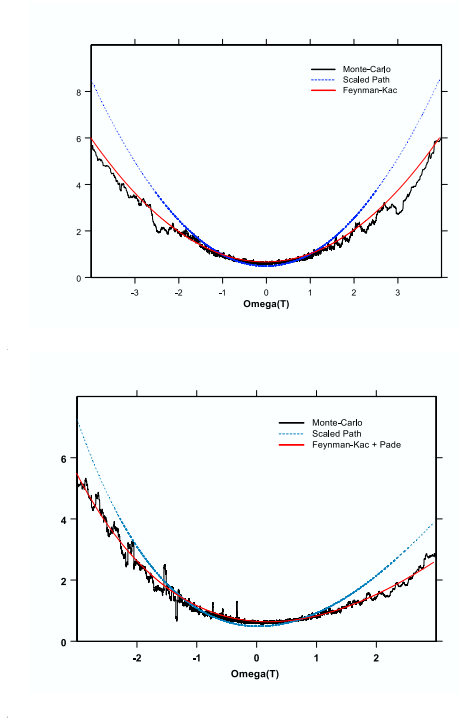 Monte-Carlo
Scaled Path
Feynman-Kac
8
6
4
2
0
-3 -2 -1 0 1 2 3
Omega(T)
Monte-Carlo
Scaled Path
Feynman-Kac + Pade
6
4
2
0
-2 -1 0 1 2
Omega(T)